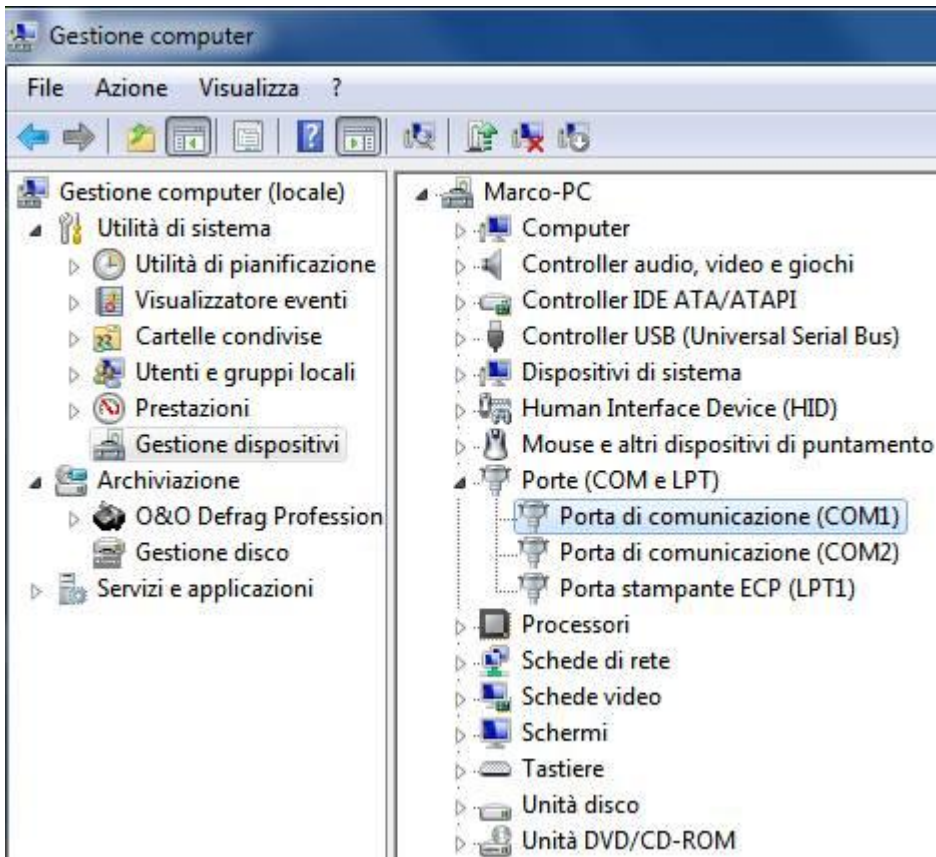 Gestione computer
File Azione Visualizza ?
Gestione computer (locale)
Utilità di sistema
Utilità di pianificazione
Visualizzatore eventi
Cartelle condivise
Utenti e gruppi locali
Prestazioni
Gestione dispositivi
Archiviazione
O&O Defrag Profession
Gestione disco
Servizi e applicazioni
Marco-PC
Computer
Controller audio, video e giochi
Controller IDE ATA/ATAPI
Controller USB (Universal Serial Bus)
Dispositivi di sistema
Human Interface Device (HID)
Mouse e altri dispositivi di puntamento
Porte (COM e LPT)
Porta di comunicazione (COM1)
Porta di comunicazione (COM2)
Porta stampante ECP (LPT1)
Processori
Schede di rete
Schede video
Schermi
Tastiere
Unità disco
Unità DVD/CD-ROM